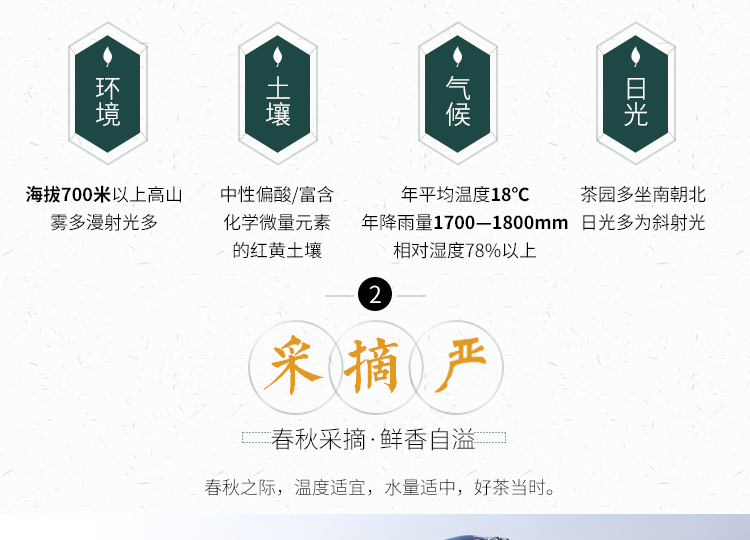 环境
土壤
气候
日光
海拔700米以上高山
雾多漫射光多
中性偏酸/富含
化学微量元素
的红黄土壤
年平均温度18℃
年降雨量1700—1800mm
相对湿度78%以上
茶园多坐南朝北
日光多为斜射光
2
采摘严
春秋采摘·鲜香自溢
春秋之际，温度适宜，水量适中，好茶当时。